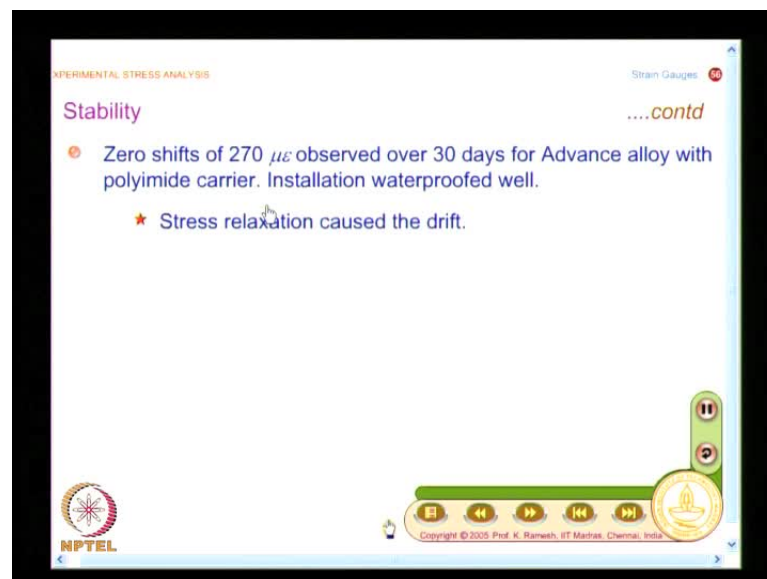 XPERIMENTAL STRESS ANALYSIS
Strain Gauges 56
Stability
....contd
Zero shifts of 270 με observed over 30 days for Advance alloy with
polyimide carrier. Installation waterproofed well.
Stress relaxation caused the drift.
NPTEL
Copyright © 2005 Prof. K. Ramesh, IIT Madras, Chennai, India